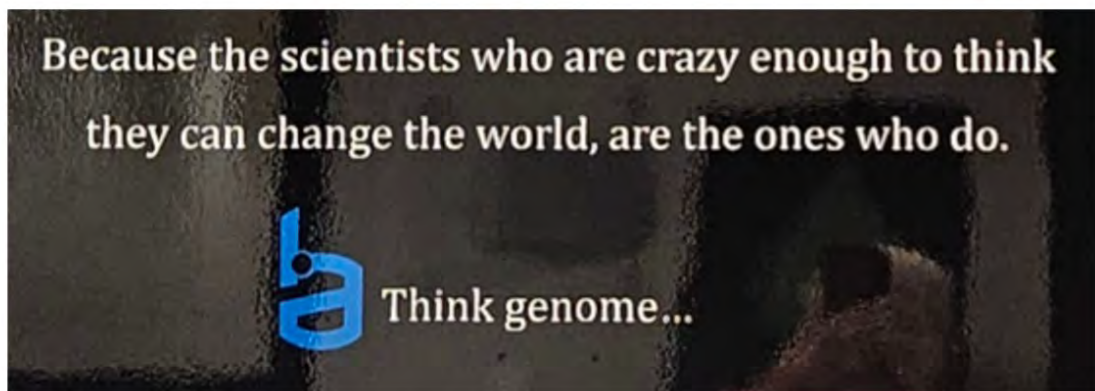 Because the scientists who are crazy enough to think
they can change the world, are the ones who do.
Think genome...